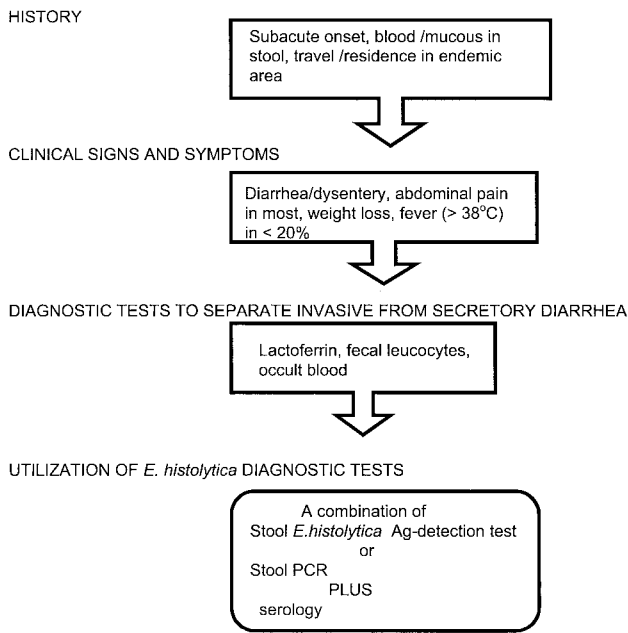 HISTORY
Subacute onset, blood /mucous in
stool, travel /residence in endemic
area
CLINICAL SIGNS AND SYMPTOMS
Diarrhea/dysentery, abdominal pain
in most, weight loss, fever (> 38°C)
in < 20%
DIAGNOSTIC TESTS TO SEPARATE INVASIVE FROM SECRETORY DIARRHEA
Lactoferrin, fecal leucocytes,
occult blood
UTILIZATION OF E. histolytica DIAGNOSTIC TESTS
A combination of
Stool E.histolytica Ag-detection test
or
Stool PCR
PLUS
serology